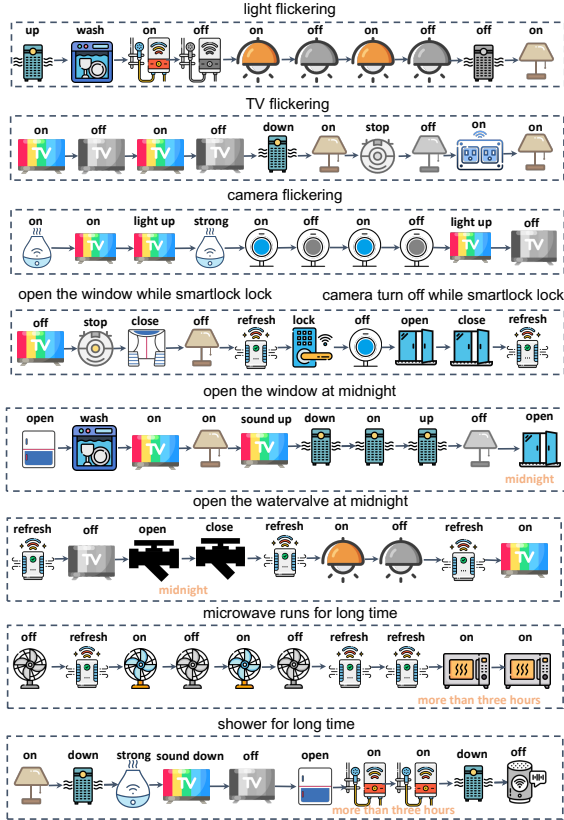 light flickering
up wash on off on off on off off on
TV flickering
on off on off down on stop off on on
TV TV TV TV
camera flickering
on on light up strong on off on off light up off
TV TV TV TV
open the window while smartlock lock camera turn off while smartlock lock
off stop close off refresh lock off open close refresh
TV
open the window at midnight
open wash on on sound up down on up off open
TV TV
midnight
open the watervalve at midnight
refresh off open close refresh on off refresh on
TV TV
midnight
microwave runs for long time
off refresh on off on off refresh refresh on on
more than three hours
shower for long time
on down strong sound down off open on on down off
TV TV
more than three hours